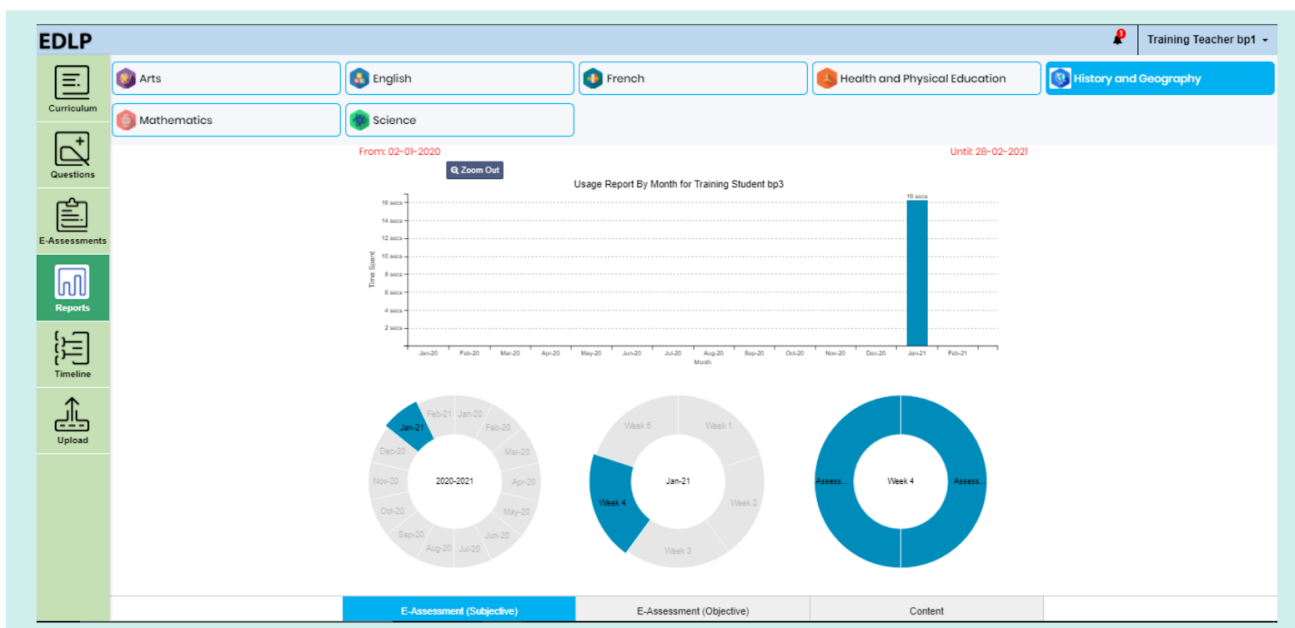 EDLP
1
Training Teacher bp1
Curriculum
Questions
E-Assessments
Reports
Timeline
Upload
Arts
English
French
Health and Physical Education
History and Geography
Mathematics
Science
From: 02-01-2020
Until: 28-02-2021
Zoom Out
Usage Report By Month for Training Student bp3
16 secs
16 secs
14 secs
12 secs
10 secs
8 secs
6 secs
4 secs
2 secs
Time Spent
Jan-20 Feb-20 Mar-20 Apr-20 May-20 Jun-20 Jul-20 Aug-20 Sep-20 Oct-20 Nov-20 Dec-20 Jan-21 Feb-21
Month
Feb-21 Jan-20
Jan-21 Feb-20
Dec-20 Mar-20
Nov-20 2020-2021 Apr-20
Oct-20 May-20
Sep-20 Jun-20
Aug-20 Jul-20
Week 5 Week 1
Jan-21
Week 4 Week 2
Week 3
Assess... Week 4 Assess...
E-Assessment (Subjective)
E-Assessment (Objective)
Content